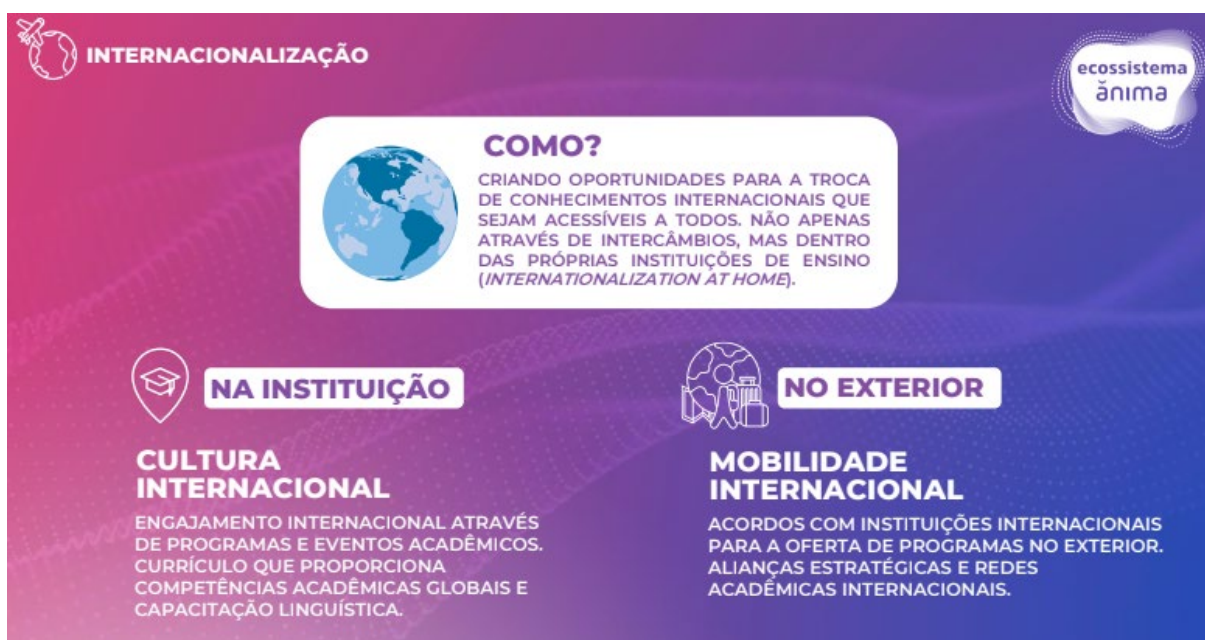 INTERNACIONALIZAÇÃO
ecossistema
ănıma
COMO?
CRIANDO OPORTUNIDADES PARA A TROCA
DE CONHECIMENTOS INTERNACIONAIS QUE
SEJAM ACESSÍVEIS A TODOS. NÃO APENAS
ATRAVÉS DE INTERCÂMBIOS, MAS DENTRO
DAS PRÓPRIAS INSTITUIÇÕES DE ENSINO
(INTERNATIONALIZATION AT HOME).
NA INSTITUIÇÃO
CULTURA
INTERNACIONAL
ENGAJAMENTO INTERNACIONAL ATRAVÉS
DE PROGRAMAS E EVENTOS ACADÊMICOS.
CURRÍCULO QUE PROPORCIONA
COMPETÊNCIAS ACADÊMICAS GLOBAIS E
CAPACITAÇÃO LINGUÍSTICA.
NO EXTERIOR
MOBILIDADE
INTERNACIONAL
ACORDOS COM INSTITUIÇÕES INTERNACIONAIS
PARA A OFERTA DE PROGRAMAS NO EXTERIOR.
ALIANÇAS ESTRATÉGICAS E REDES
ACADÊMICAS INTERNACIONAIS.